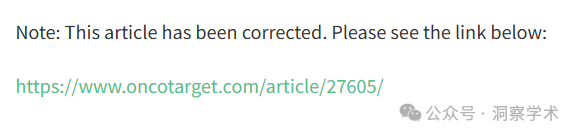 Note: This article has been corrected. Please see the link below:
https://www.oncotarget.com/article/27605/
公众号 · 洞察学术